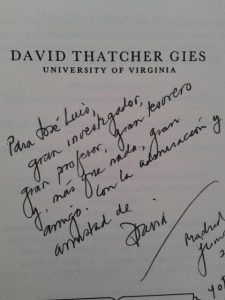 DAVID THATCHER GIES
UNIVERSITY OF VIRGINIA
Para José Luis,
gran investigador,
gran profesor, gran tesorero
y, más que nada, gran
amigo. Con la admiración y
amistad de
David
Madrid